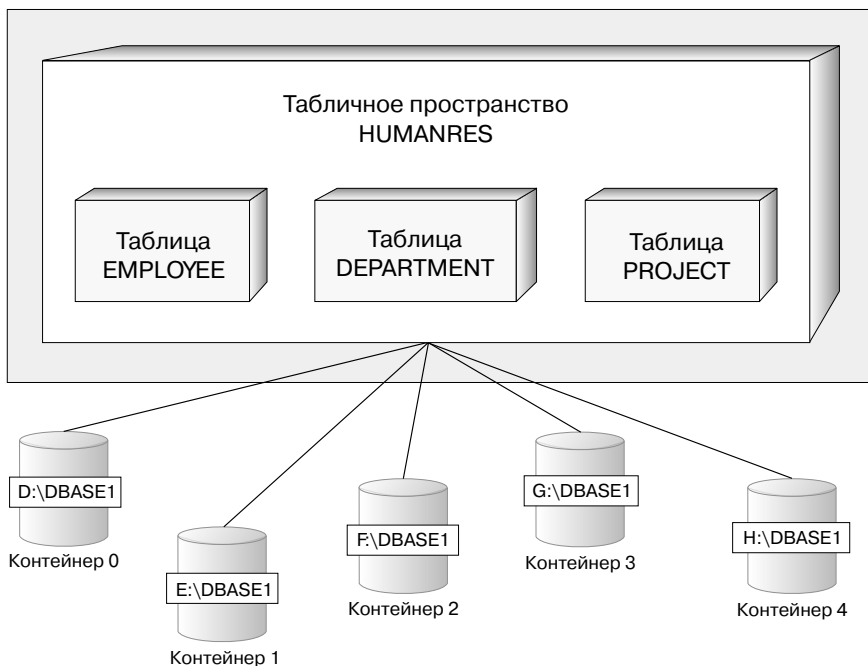 Табличное пространство
HUMANRES
Таблица
EMPLOYEE
Таблица
DEPARTMENT
Таблица
PROJECT
D:\DBASE1
Контейнер 0
E:\DBASE1
Контейнер 1
F:\DBASE1
Контейнер 2
G:\DBASE1
Контейнер 3
H:\DBASE1
Контейнер 4